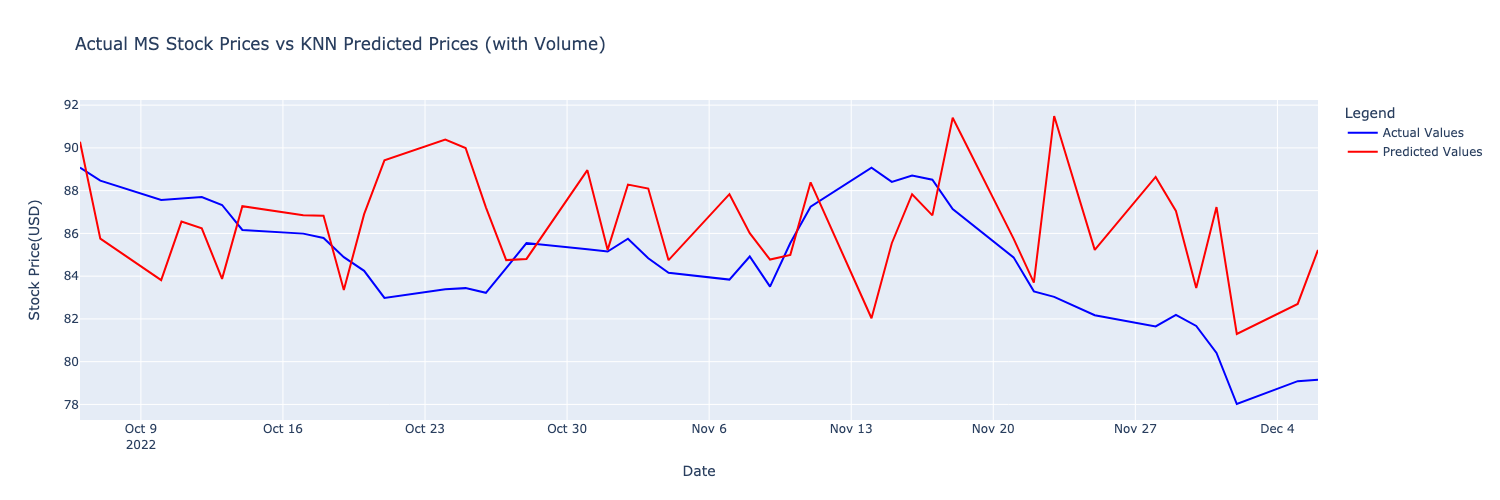 Actual MS Stock Prices vs KNN Predicted Prices (with Volume)
Legend
Actual Values
Predicted Values
Stock Price(USD)
92
90
88
86
84
82
80
78
Oct 9 Oct 16 Oct 23 Oct 30 Nov 6 Nov 13 Nov 20 Nov 27 Dec 4
2022
Date